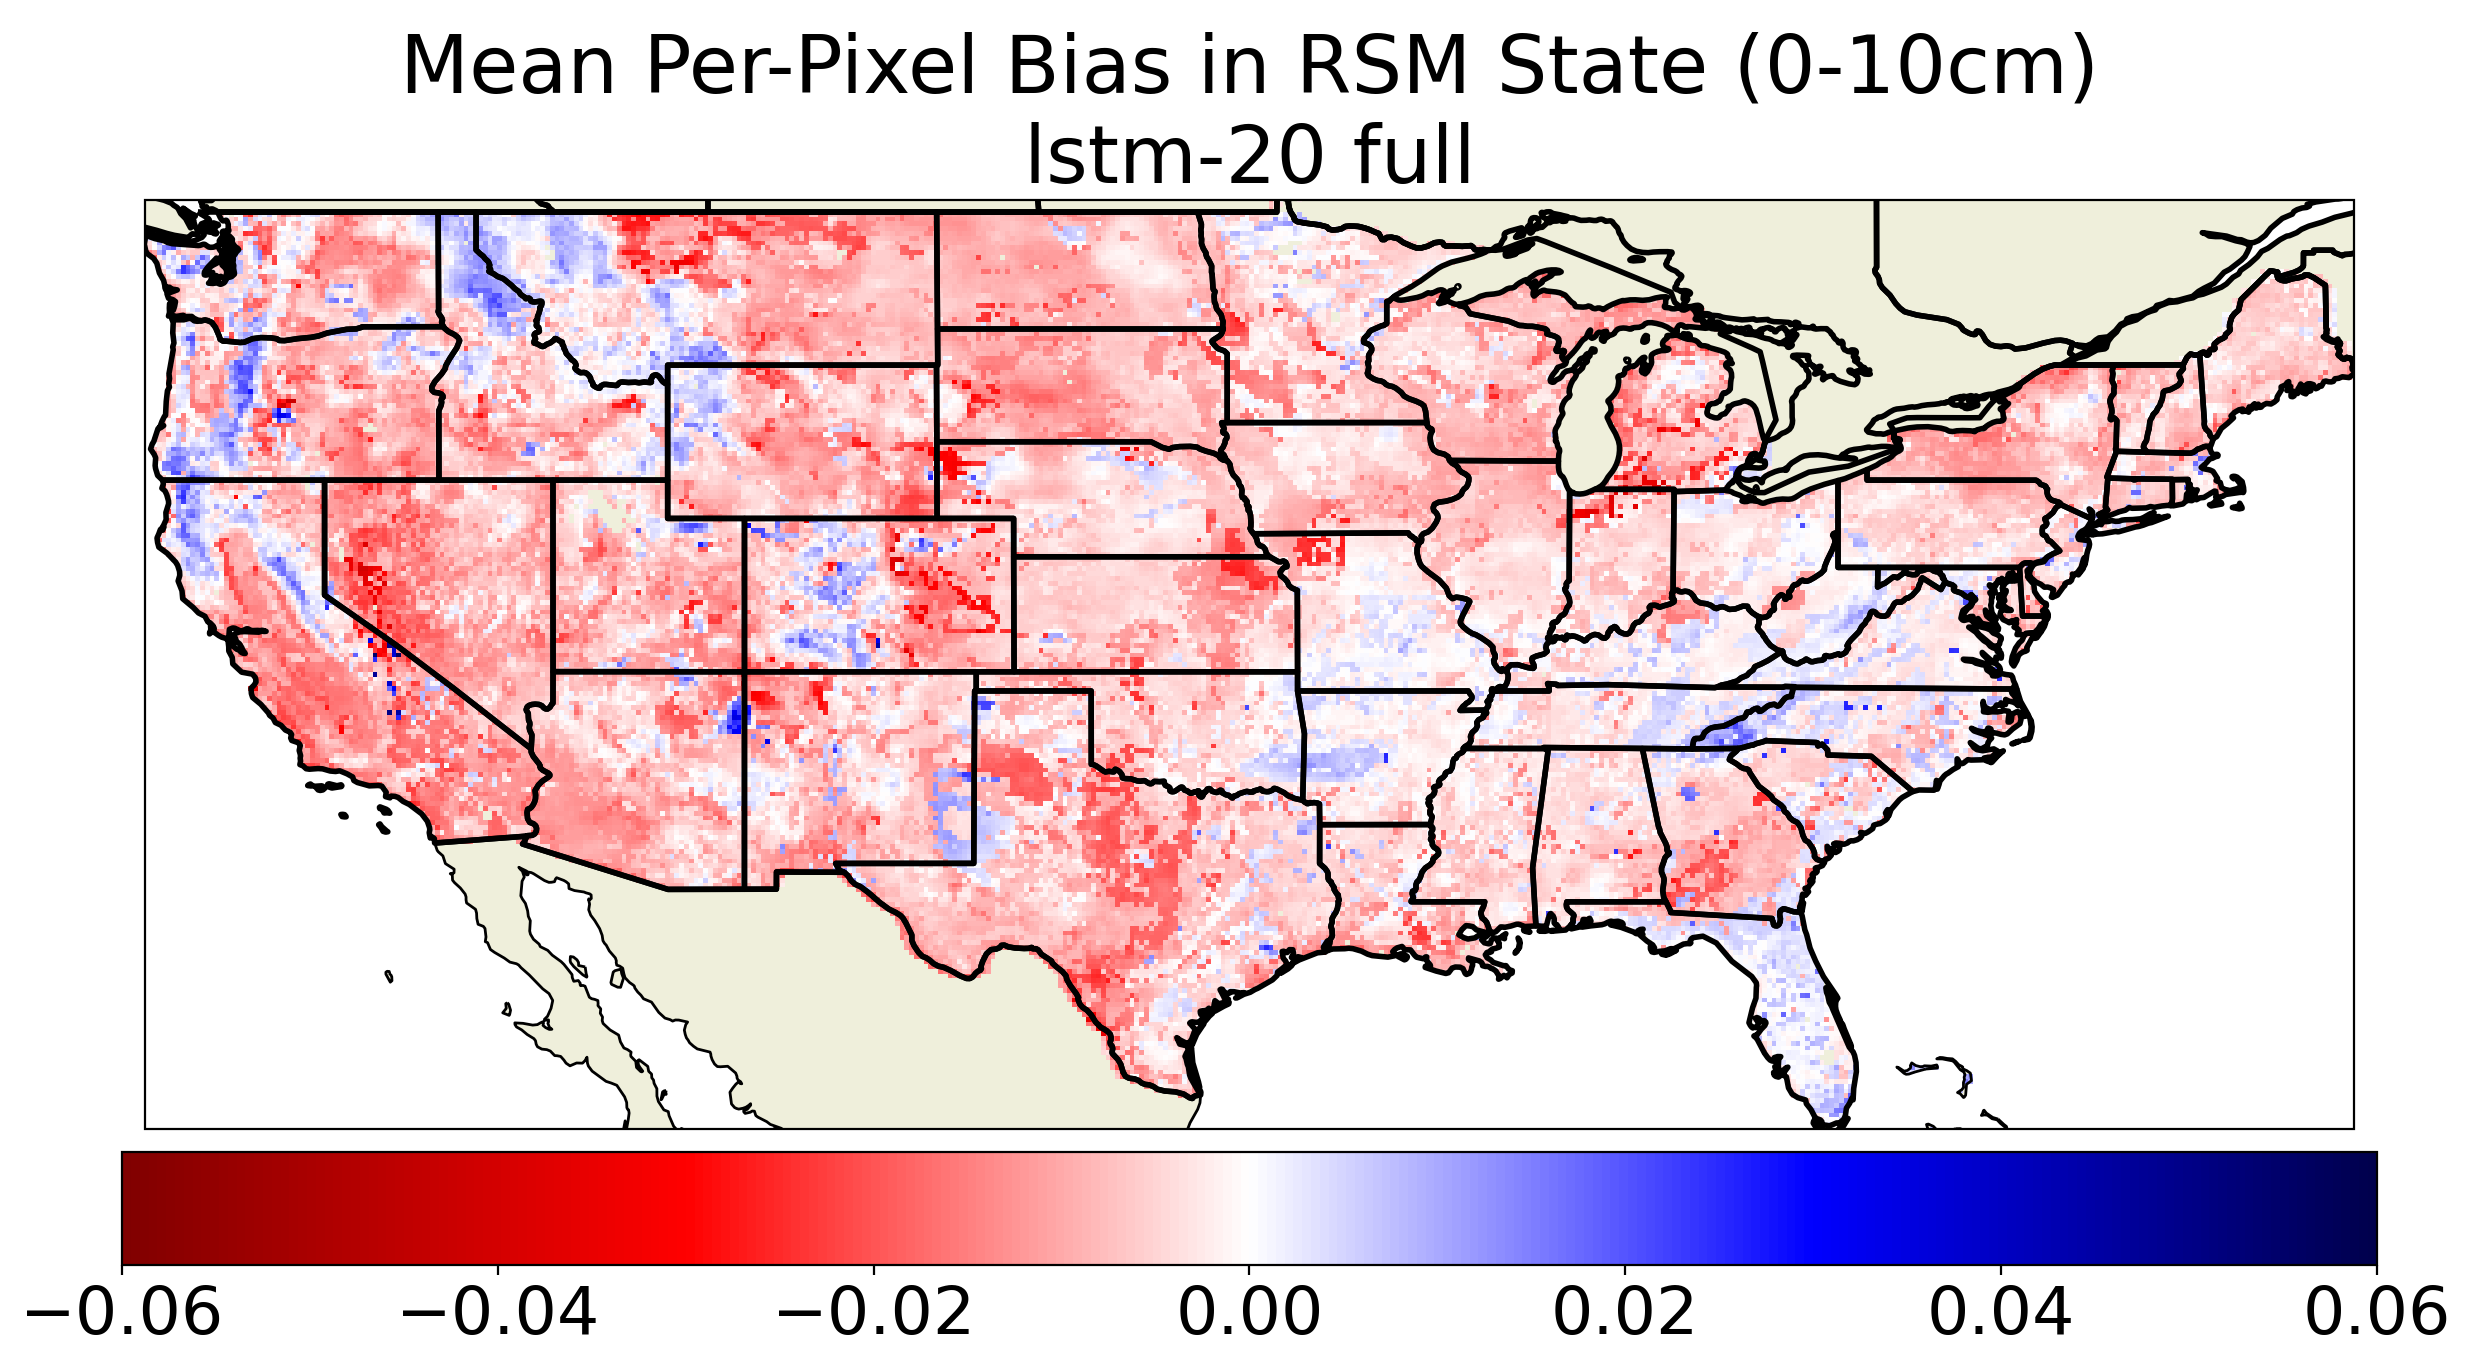 Mean Per-Pixel Bias in RSM State (0-10cm)
lstm-20 full
−0.06 −0.04 −0.02 0.00 0.02 0.04 0.06